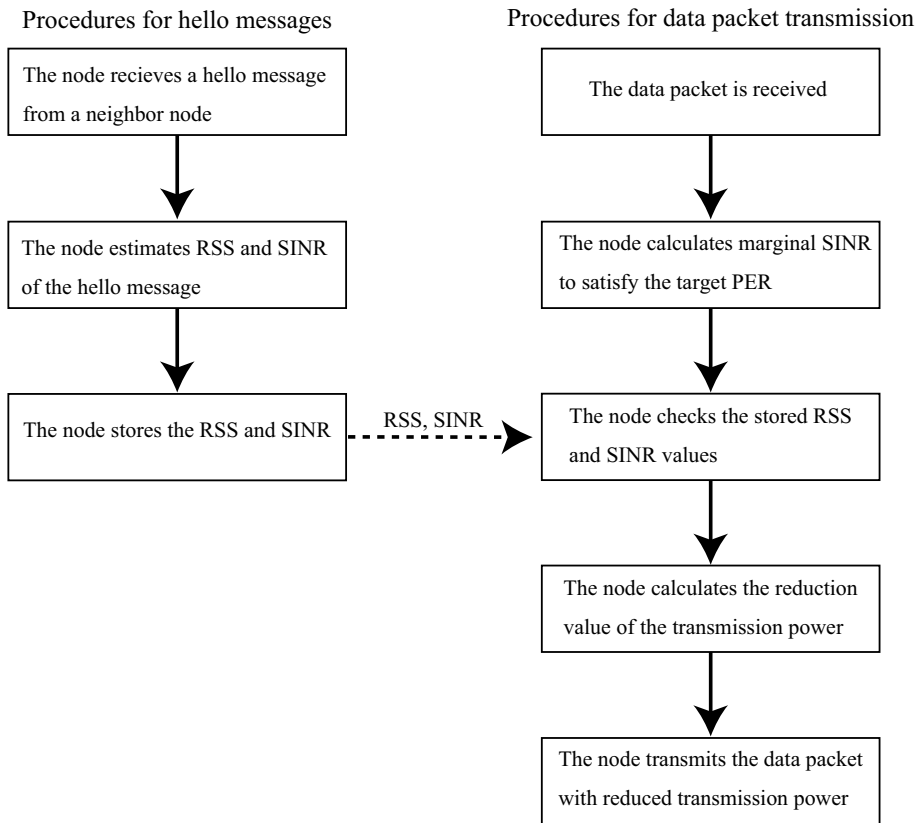 Procedures for hello messages
The node recieves a hello message
from a neighbor node
The node estimates RSS and SINR
of the hello message
The node stores the RSS and SINR
RSS, SINR
Procedures for data packet transmission
The data packet is received
The node calculates marginal SINR
to satisfy the target PER
The node checks the stored RSS
and SINR values
The node calculates the reduction
value of the transmission power
The node transmits the data packet
with reduced transmission power